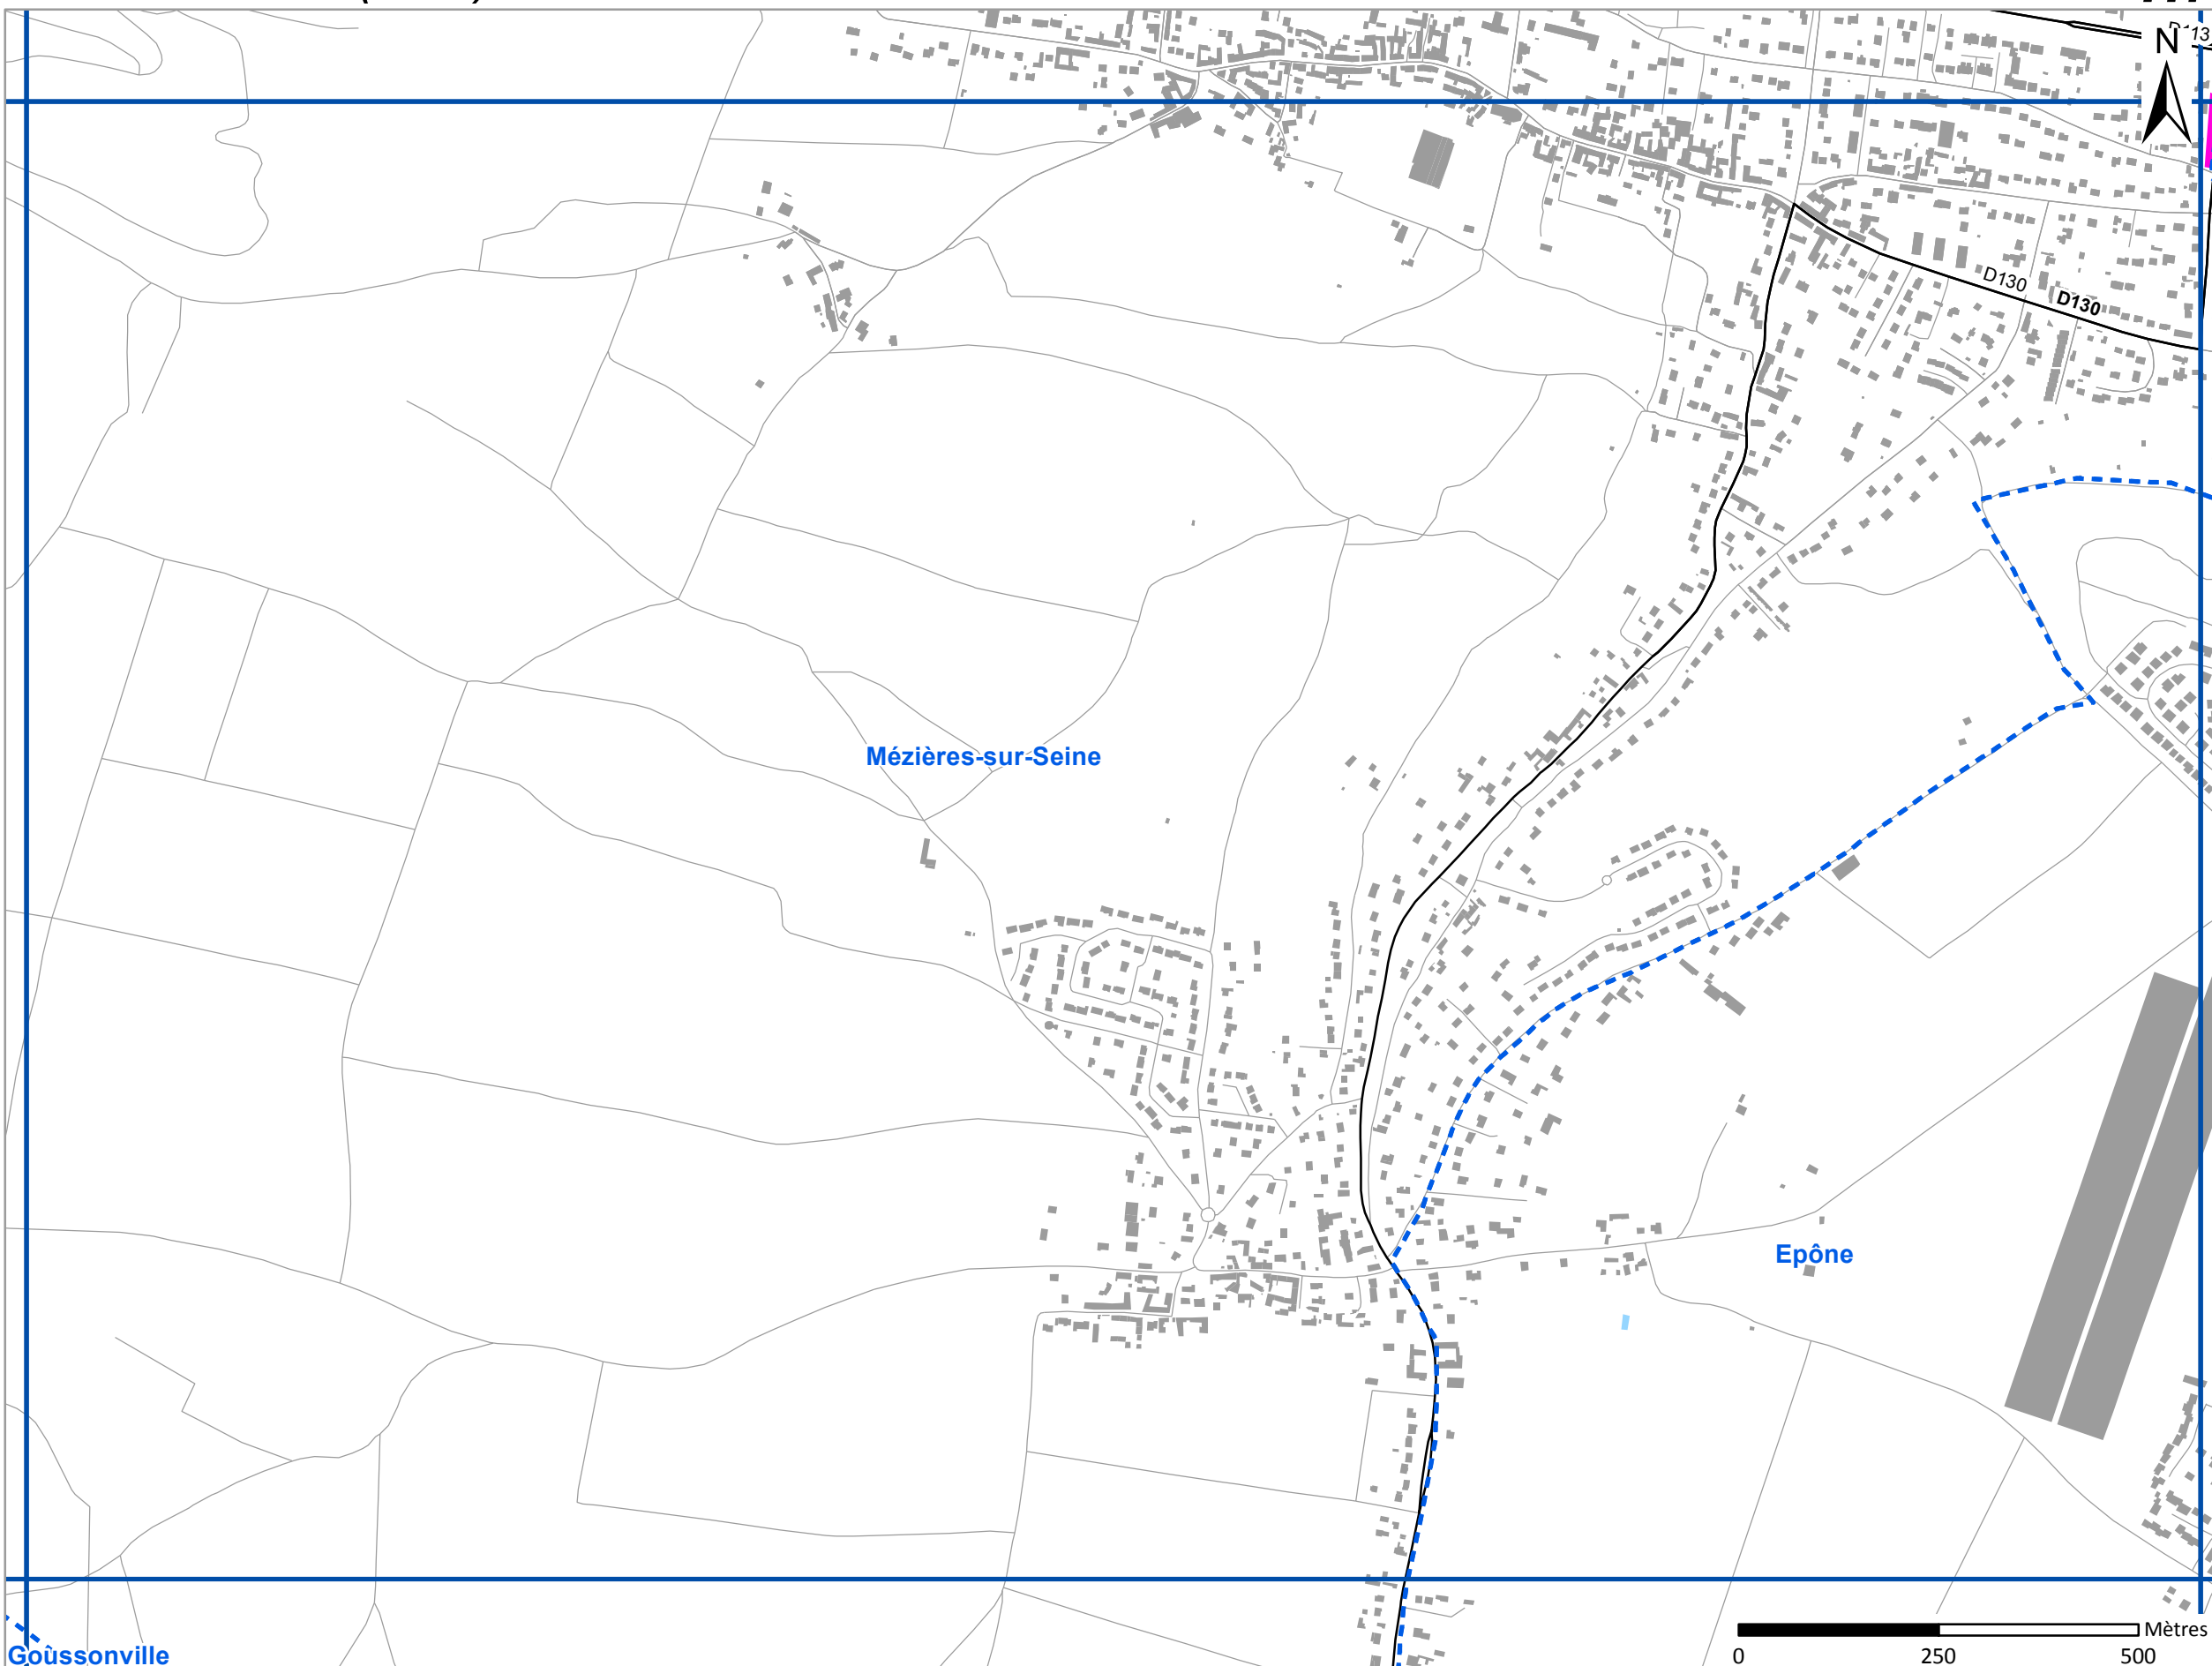 N
D130
D130
Mézières-sur-Seine
Epône
Mètres
0 250 500
Goussonville